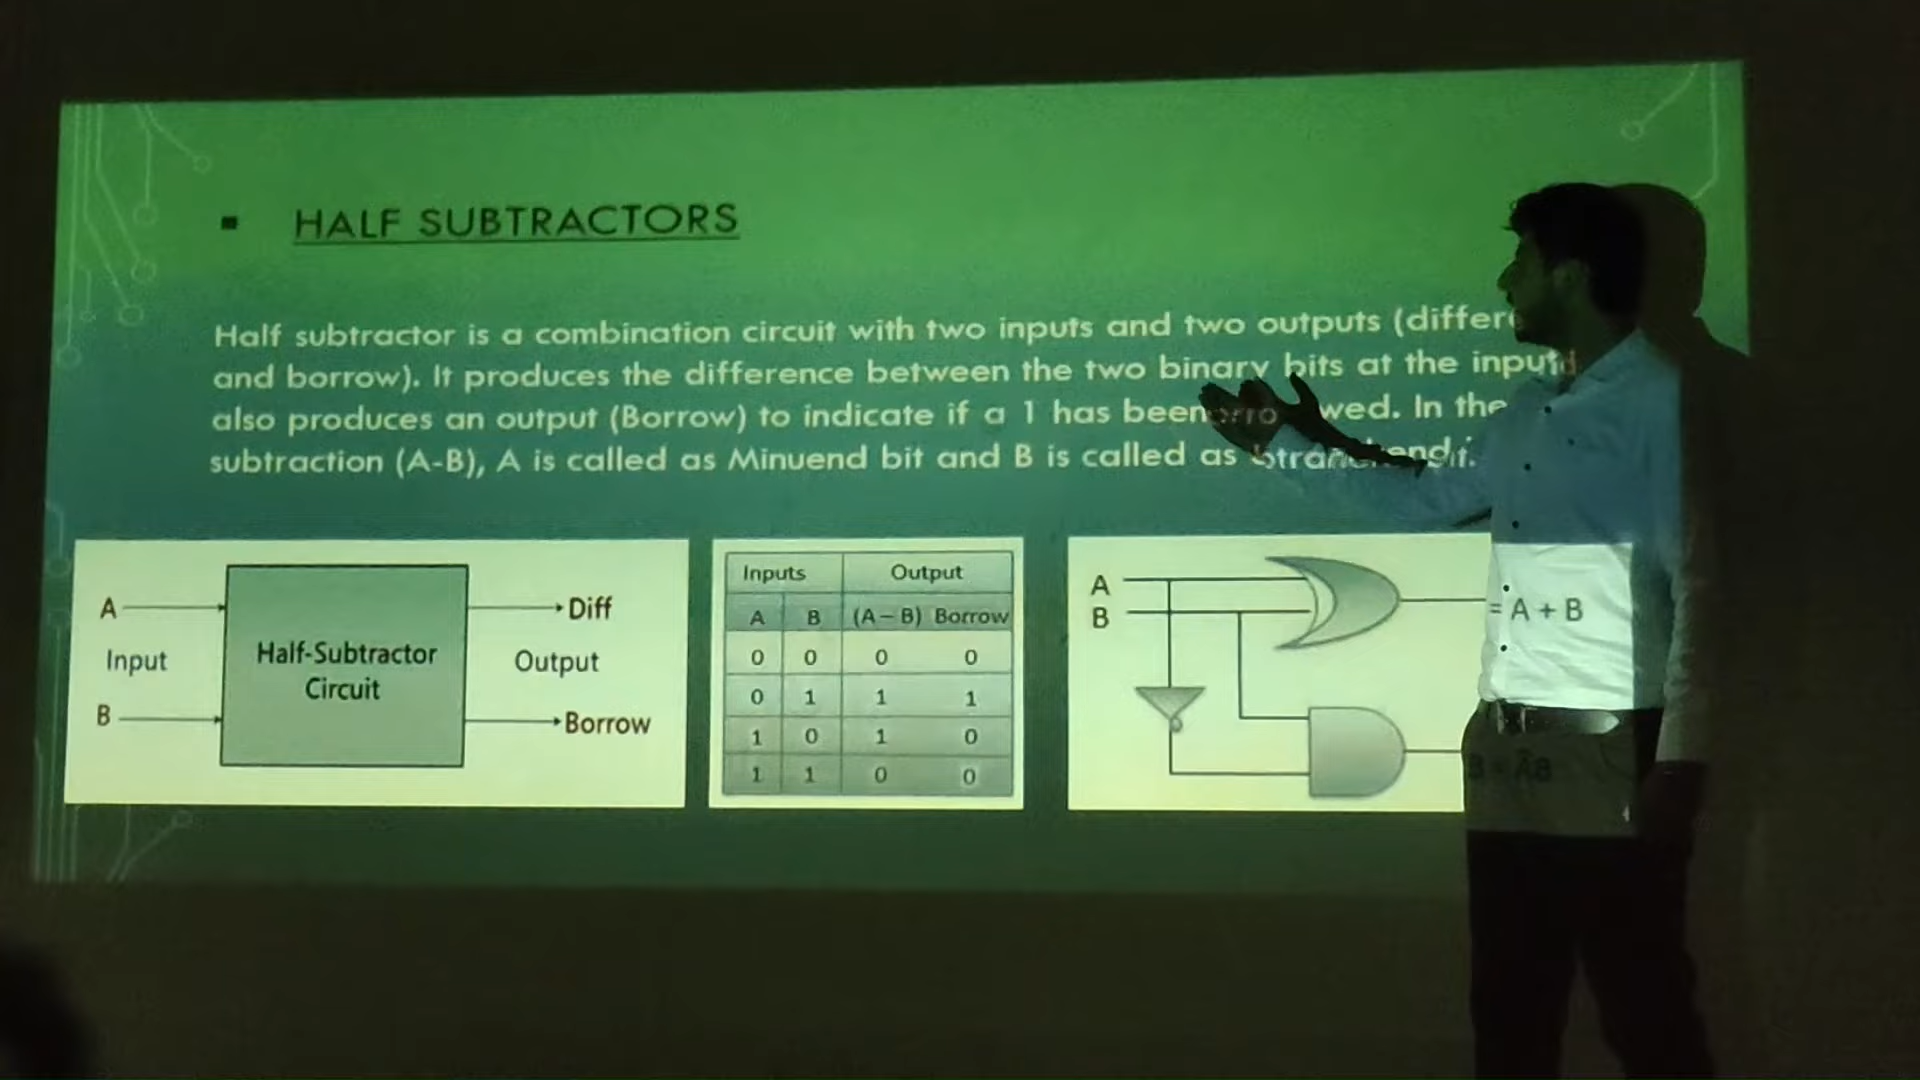 HALF SUBTRACTORS
Half subtractor is a combination circuit with two inputs and two outputs
and borrow). It produces the difference between the two binary bits at the
also produces an output (Borrow) to indicate if a 1 has been In the
subtraction (A-B), A is called as Minuend bit and B is called as
A
Input
B
Half-Subtractor
Circuit
Diff
Output
Borrow
Inputs Output
A B (A – B) Borrow
0 0 0 0
0 1 1 1
1 0 1 0
1 1 0 0
A
B
= A + B